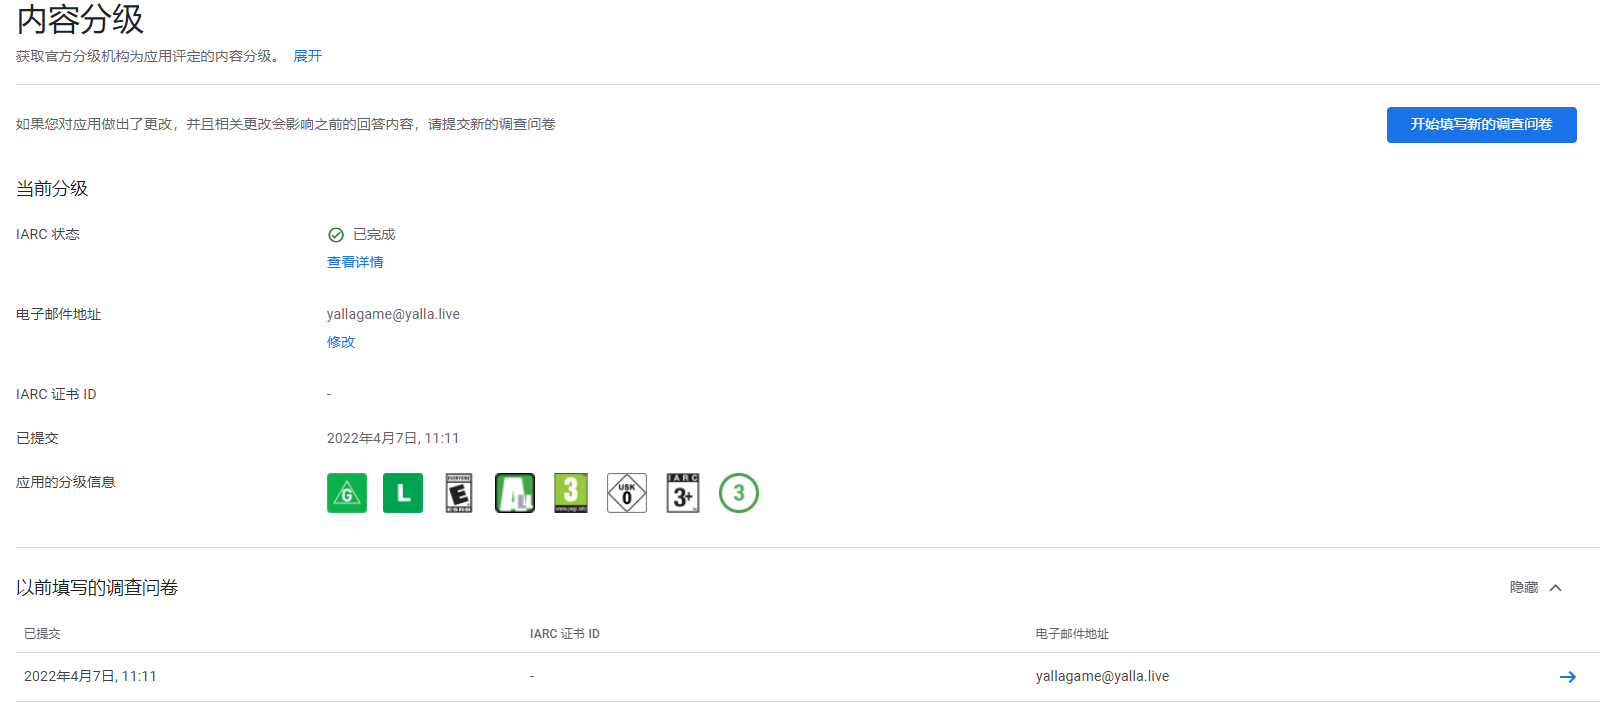 内容分级
获取官方分级机构为应用评定的内容分级。 展开
如果您对应用做出了更改，并且相关更改会影响之前的回答内容，请提交新的调查问卷
开始填写新的调查问卷
当前分级
IARC 状态
已完成
查看详情
电子邮件地址
yallagame@yalla.live
修改
IARC 证书 ID
-
已提交
2022年4月7日, 11:11
应用的分级信息
G
L
EVERYONE
E
ESRB
AL
3
www.pegi.info
USK
0
IARC
3+
3
以前填写的调查问卷
隐藏
已提交 IARC 证书 ID 电子邮件地址
2022年4月7日, 11:11 - yallagame@yalla.live